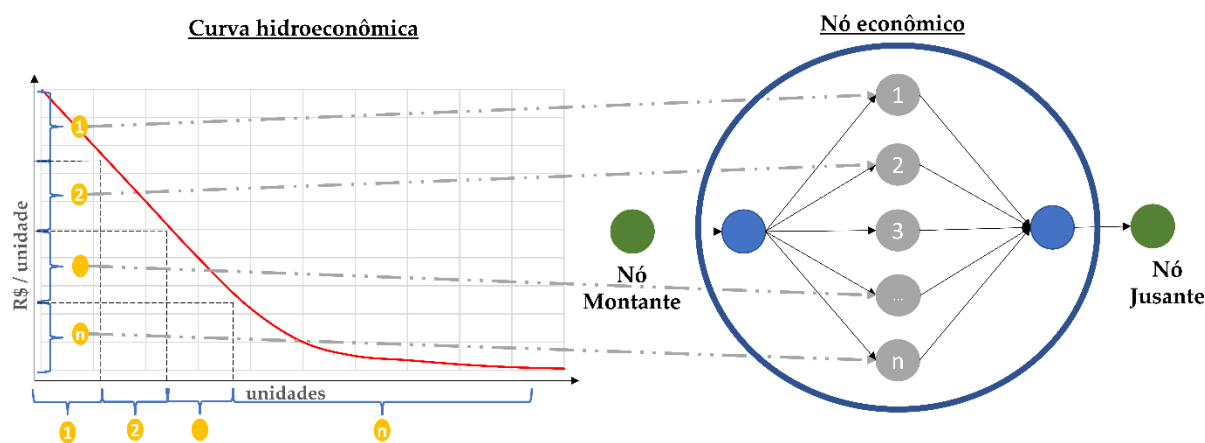 Curva hidroeconômica
Nó econômico
R$ / unidade
1
2
n
unidades
1
2
n
1
2
3
...
n
Nó
Montante
Nó
Jusante